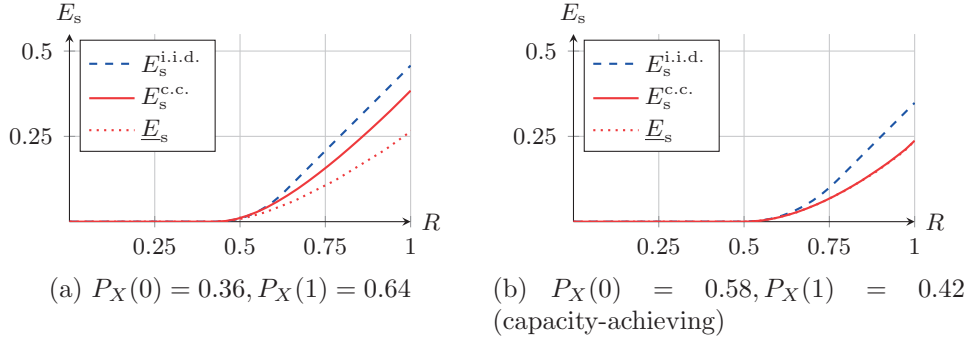 E_s
0.5
0.25
E_s^{i.i.d.}
E_s^{c.c.}
\underline{E}_s
R
0.25 0.5 0.75 1
(a) P_X(0) = 0.36, P_X(1) = 0.64
E_s
0.5
0.25
E_s^{i.i.d.}
E_s^{c.c.}
\underline{E}_s
R
0.25 0.5 0.75 1
(b) P_X(0) = 0.58, P_X(1) = 0.42
(capacity-achieving)